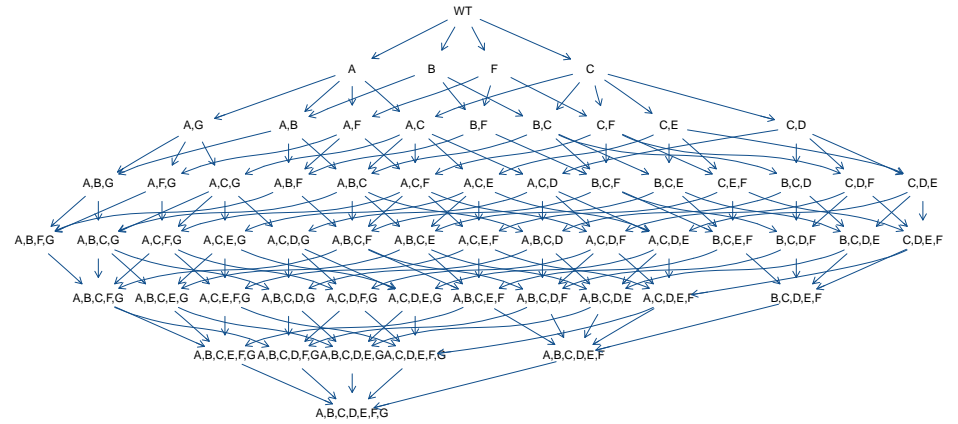 WT
A B F C
A,G A,B A,F A,C B,F B,C C,F C,E C,D
A,B,G A,F,G A,C,G A,B,F A,B,C A,C,F A,C,E A,C,D B,C,F B,C,E C,E,F B,C,D C,D,F C,D,E
A,B,F,G A,B,C,G A,C,F,G A,C,E,G A,C,D,G A,B,C,F A,B,C,E A,C,E,F A,B,C,D A,C,D,F A,C,D,E B,C,E,F B,C,D,F B,C,D,E C,D,E,F
A,B,C,F,G A,B,C,E,G A,C,E,F,G A,B,C,D,G A,C,D,F,G A,C,D,E,G A,B,C,E,F A,B,C,D,F A,B,C,D,E A,C,D,E,F B,C,D,E,F
A,B,C,E,F,G A,B,C,D,F,G A,B,C,D,E,G A,C,D,E,F,G A,B,C,D,E,F
A,B,C,D,E,F,G